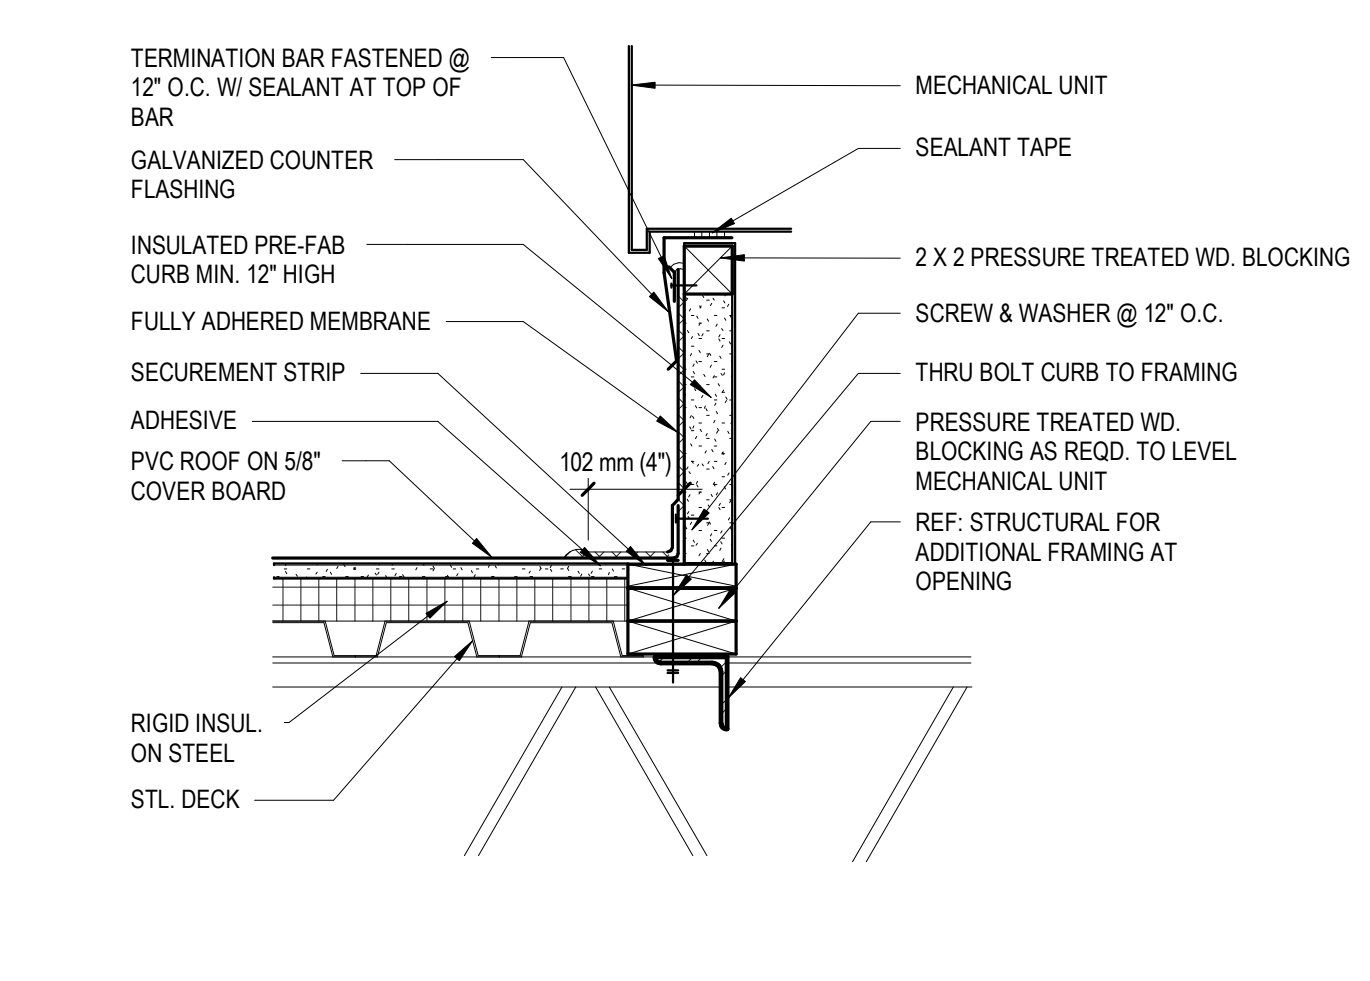 TERMINATION BAR FASTENED @
12" O.C. W/ SEALANT AT TOP OF
BAR
GALVANIZED COUNTER
FLASHING
INSULATED PRE-FAB
CURB MIN. 12" HIGH
FULLY ADHERED MEMBRANE
SECUREMENT STRIP
ADHESIVE
PVC ROOF ON 5/8"
COVER BOARD
102 mm (4")
RIGID INSUL.
ON STEEL
STL. DECK
MECHANICAL UNIT
SEALANT TAPE
2 X 2 PRESSURE TREATED WD. BLOCKING
SCREW & WASHER @ 12" O.C.
THRU BOLT CURB TO FRAMING
PRESSURE TREATED WD.
BLOCKING AS REQD. TO LEVEL
MECHANICAL UNIT
REF: STRUCTURAL FOR
ADDITIONAL FRAMING AT
OPENING